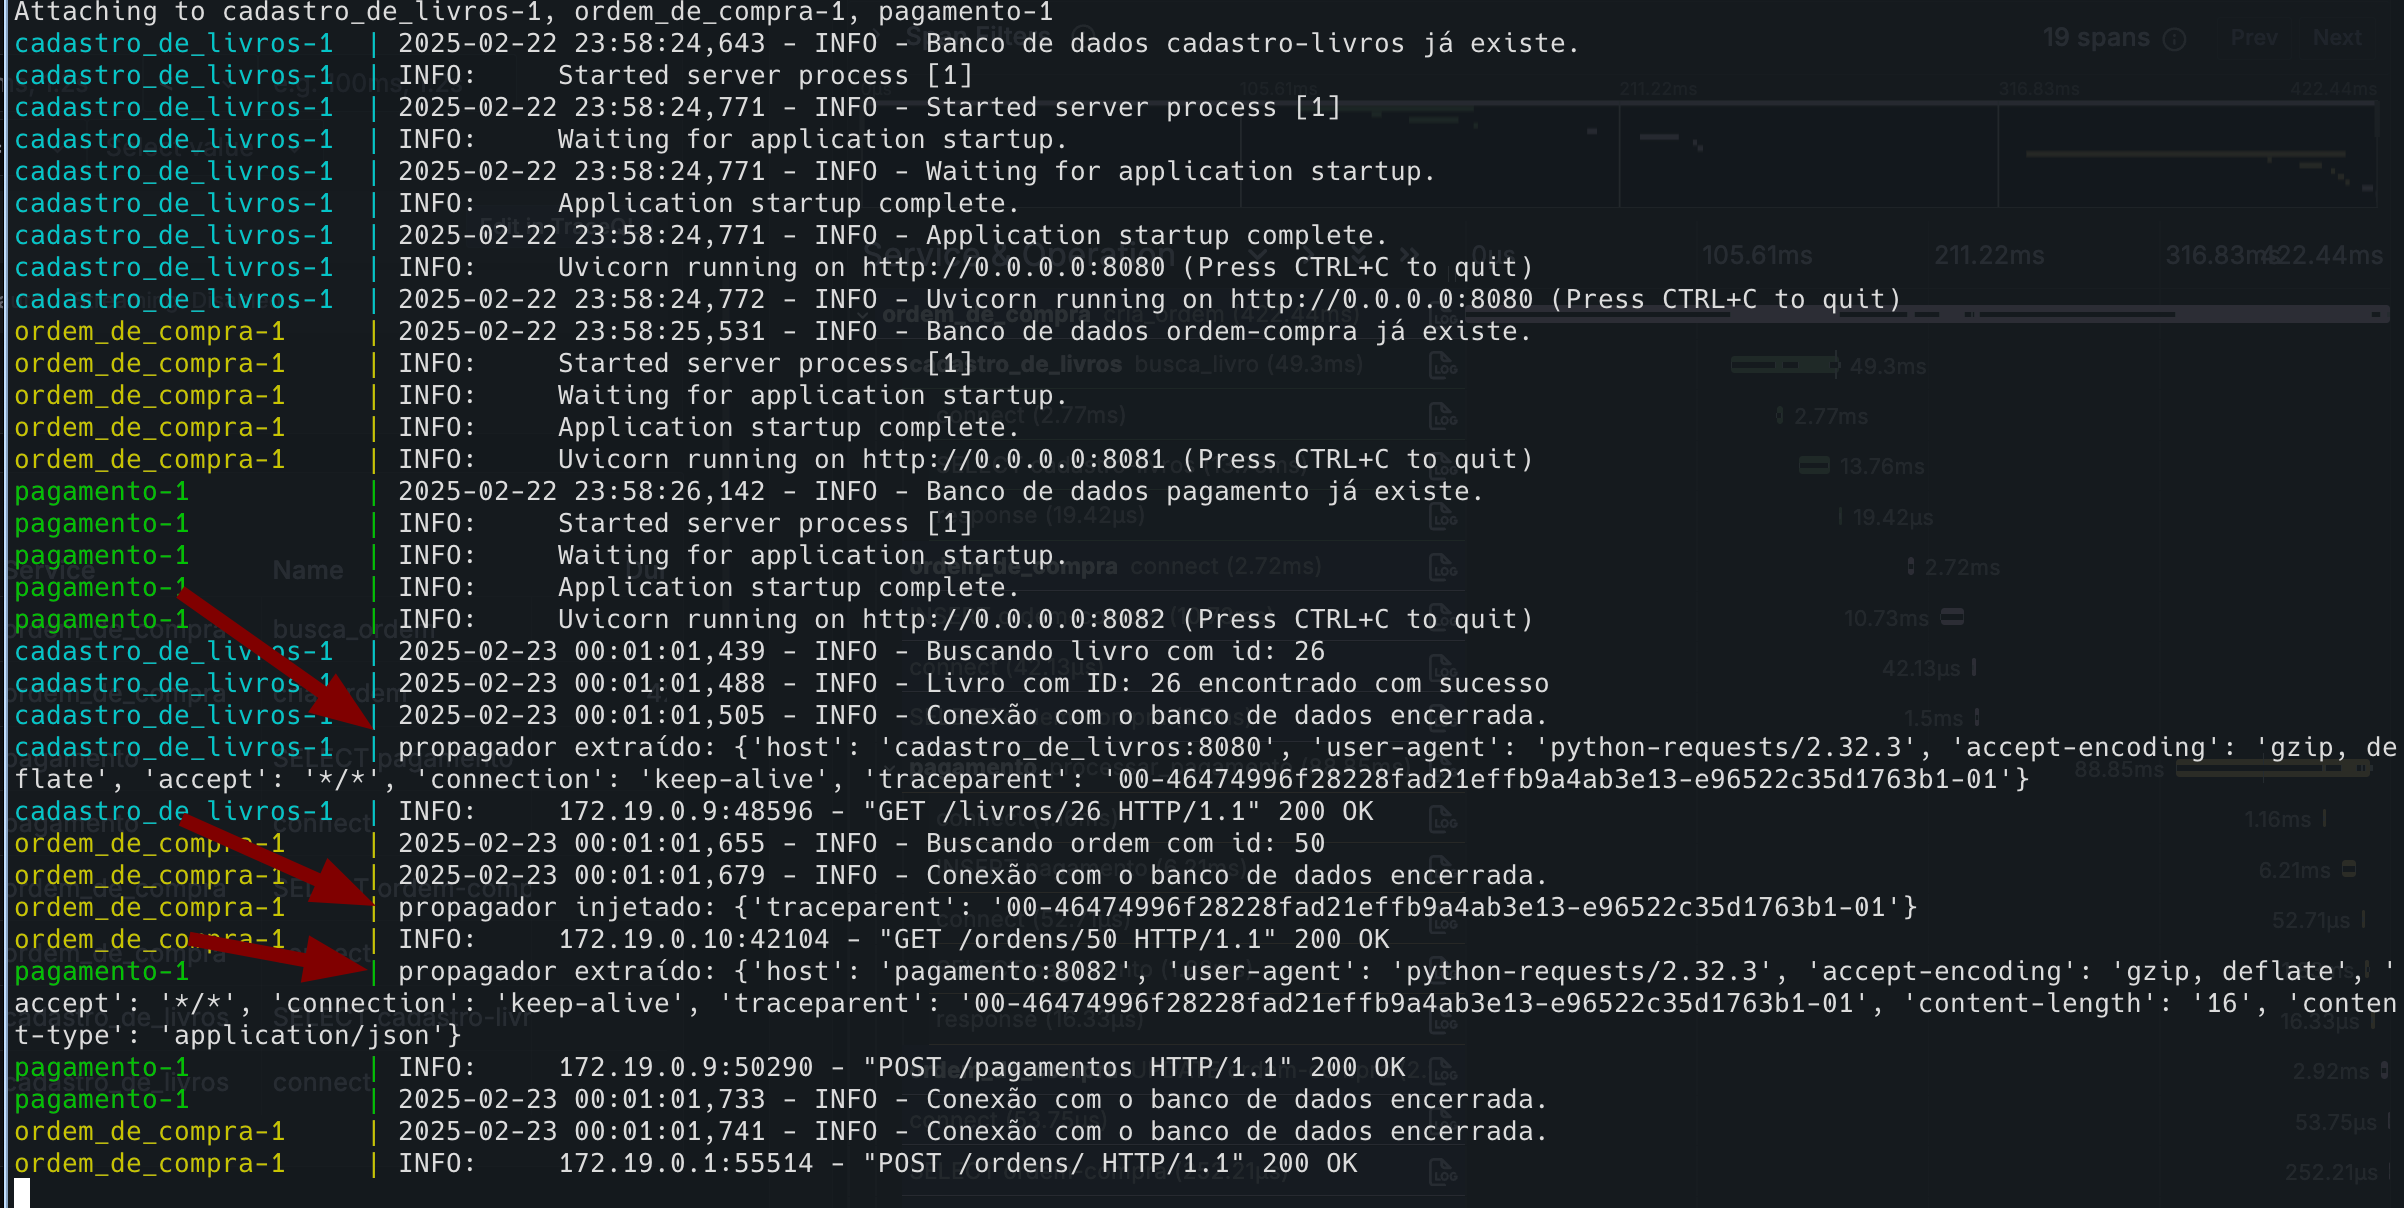 Attaching to cadastro_de_livros-1, ordem_de_compra-1, pagamento-1
cadastro_de_livros-1 | 2025-02-22 23:58:24,643 - INFO - Banco de dados cadastro-livros já existe.
cadastro_de_livros-1 | INFO: Started server process [1]
cadastro_de_livros-1 | 2025-02-22 23:58:24,771 - INFO - Started server process [1]
cadastro_de_livros-1 | INFO: Waiting for application startup.
cadastro_de_livros-1 | 2025-02-22 23:58:24,771 - INFO - Waiting for application startup.
cadastro_de_livros-1 | INFO: Application startup complete.
cadastro_de_livros-1 | 2025-02-22 23:58:24,771 - INFO - Application startup complete.
cadastro_de_livros-1 | INFO: Uvicorn running on http://0.0.0.0:8080 (Press CTRL+C to quit)
cadastro_de_livros-1 | 2025-02-22 23:58:24,772 - INFO - Uvicorn running on http://0.0.0.0:8080 (Press CTRL+C to quit)
ordem_de_compra-1 | 2025-02-22 23:58:25,531 - INFO - Banco de dados ordem-compra já existe.
ordem_de_compra-1 | INFO: Started server process [1]
ordem_de_compra-1 | INFO: Waiting for application startup.
ordem_de_compra-1 | INFO: Application startup complete.
ordem_de_compra-1 | INFO: Uvicorn running on http://0.0.0.0:8081 (Press CTRL+C to quit)
pagamento-1 | 2025-02-22 23:58:26,142 - INFO - Banco de dados pagamento já existe.
pagamento-1 | INFO: Started server process [1]
pagamento-1 | INFO: Waiting for application startup.
pagamento-1 | INFO: Application startup complete.
pagamento-1 | INFO: Uvicorn running on http://0.0.0.0:8082 (Press CTRL+C to quit)
cadastro_de_livros-1 | 2025-02-23 00:01:01,439 - INFO - Buscando livro com id: 26
cadastro_de_livros-1 | 2025-02-23 00:01:01,488 - INFO - Livro com ID: 26 encontrado com sucesso
cadastro_de_livros-1 | 2025-02-23 00:01:01,505 - INFO - Conexão com o banco de dados encerrada.
cadastro_de_livros-1 | propagador extraído: {'host': 'cadastro_de_livros:8080', 'user-agent': 'python-requests/2.32.3', 'accept-encoding': 'gzip, de
flate', 'accept': '*/*', 'connection': 'keep-alive', 'traceparent': '00-46474996f28228fad21effb9a4ab3e13-e96522c35d1763b1-01'}
cadastro_de_livros-1 | INFO: 172.19.0.9:48596 - "GET /livros/26 HTTP/1.1" 200 OK
ordem_de_compra-1 | 2025-02-23 00:01:01,655 - INFO - Buscando ordem com id: 50
ordem_de_compra-1 | 2025-02-23 00:01:01,679 - INFO - Conexão com o banco de dados encerrada.
ordem_de_compra-1 | propagador injetado: {'traceparent': '00-46474996f28228fad21effb9a4ab3e13-e96522c35d1763b1-01'}
ordem_de_compra-1 | INFO: 172.19.0.10:42104 - "GET /ordens/50 HTTP/1.1" 200 OK
pagamento-1 | propagador extraído: {'host': 'pagamento:8082', 'user-agent': 'python-requests/2.32.3', 'accept-encoding': 'gzip, deflate', '
accept': '*/*', 'connection': 'keep-alive', 'traceparent': '00-46474996f28228fad21effb9a4ab3e13-e96522c35d1763b1-01', 'content-length': '16', 'conten
t-type': 'application/json'}
pagamento-1 | INFO: 172.19.0.9:50290 - "POST /pagamentos HTTP/1.1" 200 OK
pagamento-1 | 2025-02-23 00:01:01,733 - INFO - Conexão com o banco de dados encerrada.
ordem_de_compra-1 | 2025-02-23 00:01:01,741 - INFO - Conexão com o banco de dados encerrada.
ordem_de_compra-1 | INFO: 172.19.0.1:55514 - "POST /ordens/ HTTP/1.1" 200 OK